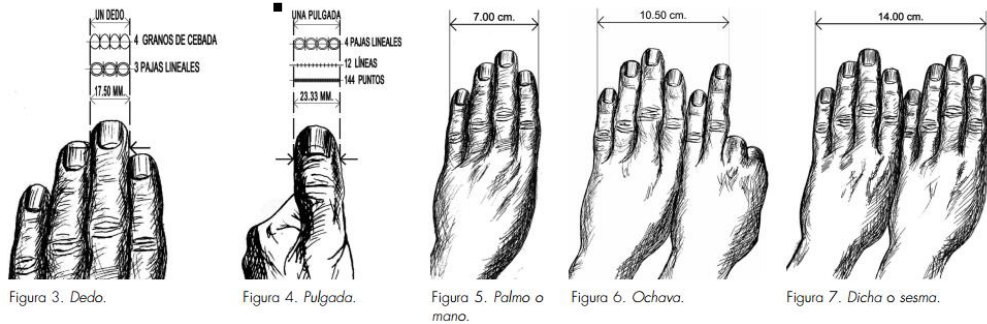 UN DEDO
4 GRANOS DE CEBADA
3 PAJAS LINEALES
17.50 MM.
Figura 3. Dedo.
UNA PULGADA
4 PAJAS LINEALES
12 LÍNEAS
144 PUNTOS
23.33 MM.
Figura 4. Pulgada.
7.00 cm.
Figura 5. Palmo o
mano.
10.50 cm.
Figura 6. Ochava.
14.00 cm.
Figura 7. Dicha o sesma.